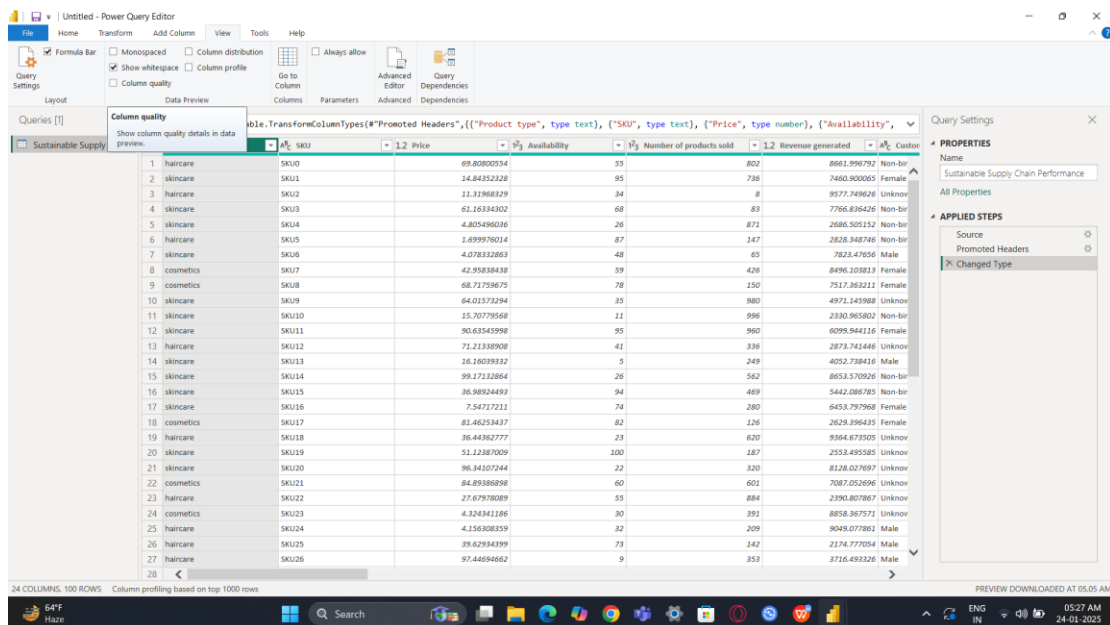 Untitled - Power Query Editor
File Home Transform Add Column View Tools Help
Formula Bar Monospaced Column distribution Always allow
Show whitespace Column profile
Column quality
Query Settings Go to Column Advanced Editor Query Dependencies
Layout Data Preview Columns Parameters Advanced Dependencies
Queries [1]
Sustainable Supply
Column quality
Show column quality details in data preview.
able.TransformColumnTypes(#"Promoted Headers",{{"Product type", type text}, {"SKU", type text}, {"Price", type number}, {"Availability",
SKU 1.2 Price Availability Number of products sold 1.2 Revenue generated Custom
1 haircare SKU0 69.80800554 55 802 8661.996792 Non-bir
2 skincare SKU1 14.84352328 95 736 7460.900065 Female
3 haircare SKU2 11.31968329 34 8 9577.749626 Unknow
4 skincare SKU3 61.16334302 68 83 7766.836426 Non-bir
5 skincare SKU4 4.805496036 26 871 2686.505152 Non-bir
6 haircare SKU5 1.699976014 87 147 2828.348746 Non-bir
7 skincare SKU6 4.078332863 48 65 7823.47656 Male
8 cosmetics SKU7 42.95838438 59 426 8496.103813 Female
9 cosmetics SKU8 68.71759675 78 150 7517.363211 Female
10 skincare SKU9 64.01573294 35 980 4971.145988 Unknow
11 skincare SKU10 15.70779568 11 996 2330.965802 Non-bir
12 skincare SKU11 90.63545998 95 960 6099.944116 Female
13 haircare SKU12 71.21338908 41 336 2873.741446 Unknow
14 skincare SKU13 16.16039332 5 249 4052.738416 Male
15 skincare SKU14 99.17132864 26 562 8653.570926 Non-bir
16 skincare SKU15 36.98924493 94 469 5442.086785 Non-bir
17 skincare SKU16 7.54717211 74 280 6453.797968 Female
18 cosmetics SKU17 81.46253437 82 126 2629.396435 Female
19 haircare SKU18 36.44362777 23 620 9364.673505 Unknow
20 skincare SKU19 51.12387009 100 187 2553.495585 Unknow
21 skincare SKU20 96.34107244 22 320 8128.027697 Unknow
22 cosmetics SKU21 84.89386898 60 601 7087.052696 Unknow
23 haircare SKU22 27.67978089 55 884 2390.807867 Unknow
24 cosmetics SKU23 4.324341186 30 391 8858.367571 Unknow
25 haircare SKU24 4.156308359 32 209 9049.077861 Male
26 haircare SKU25 39.62934399 73 142 2174.777054 Male
27 haircare SKU26 97.44694662 9 353 3716.493326 Male
28
Query Settings
PROPERTIES
Name
Sustainable Supply Chain Performance
All Properties
APPLIED STEPS
Source
Promoted Headers
Changed Type
24 COLUMNS, 100 ROWS Column profiling based on top 1000 rows PREVIEW DOWNLOADED AT 05.05 AM
64°F
Haze
Search
ENG
IN
05:27 AM
24-01-2025